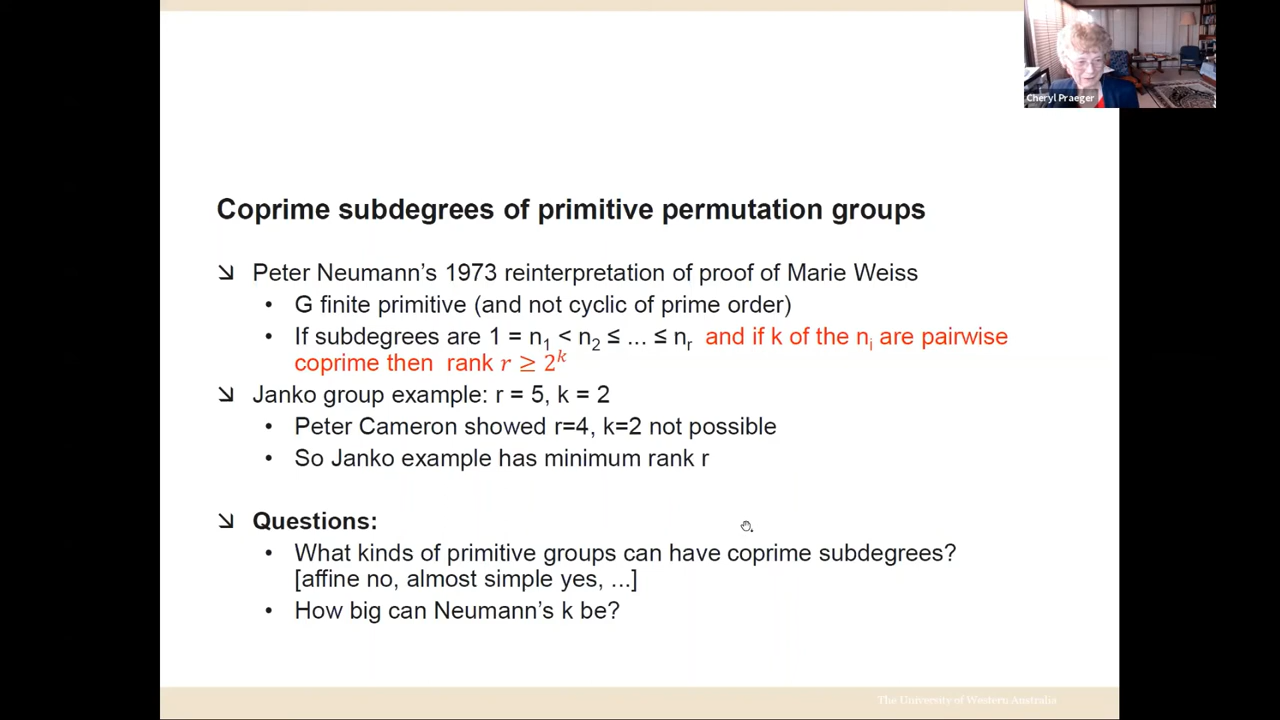 Cheryl Praeger
Coprime subdegrees of primitive permutation groups
↘ Peter Neumann's 1973 reinterpretation of proof of Marie Weiss
• G finite primitive (and not cyclic of prime order)
• If subdegrees are 1 = n₁ < n₂ ≤ ... ≤ nᵣ and if k of the nᵢ are pairwise
coprime then rank r ≥ 2ᵏ
↘ Janko group example: r = 5, k = 2
• Peter Cameron showed r=4, k=2 not possible
• So Janko example has minimum rank r
↘ Questions:
• What kinds of primitive groups can have coprime subdegrees?
[affine no, almost simple yes, ...]
• How big can Neumann's k be?
The University of Western Australia